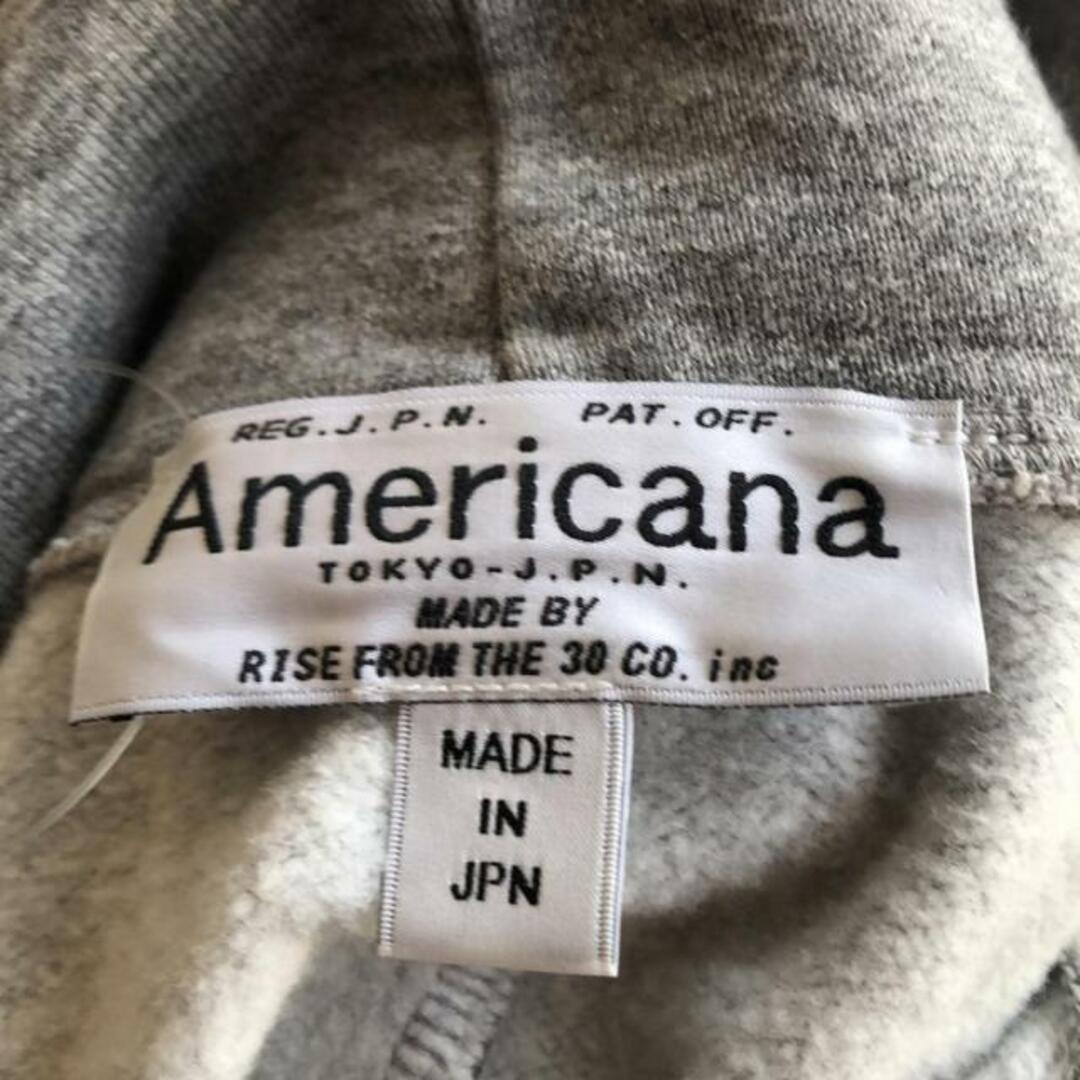 REG.J.P.N. PAT.OFF.
Americana
TOKYO-J.P.N.
MADE BY
RISE FROM THE 30 CO. inc
MADE
IN
JPN